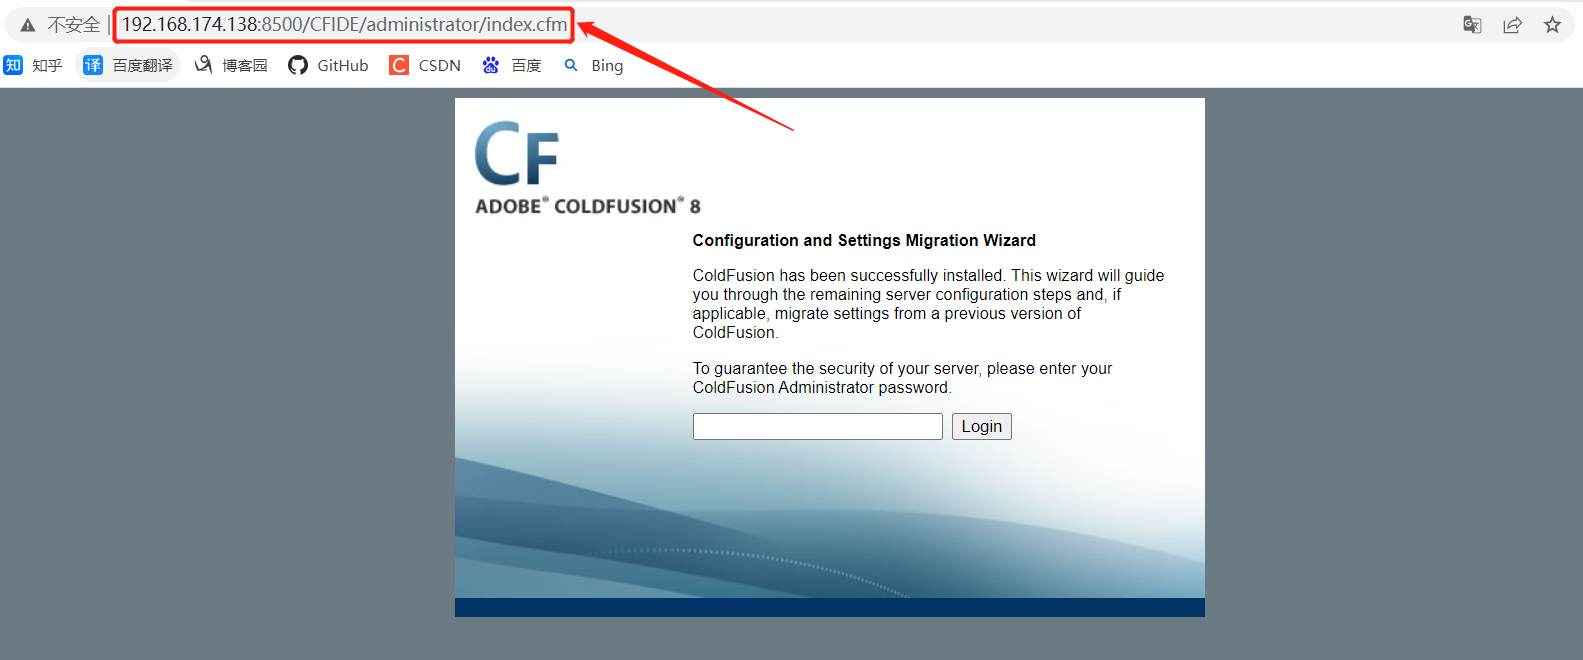 不安全 192.168.174.138:8500/CFIDE/administrator/index.cfm
知 知乎 译 百度翻译 博客园 GitHub C CSDN du 百度 Bing
CF
ADOBE® COLDFUSION® 8
Configuration and Settings Migration Wizard
ColdFusion has been successfully installed. This wizard will guide
you through the remaining server configuration steps and, if
applicable, migrate settings from a previous version of
ColdFusion.
To guarantee the security of your server, please enter your
ColdFusion Administrator password.
Login